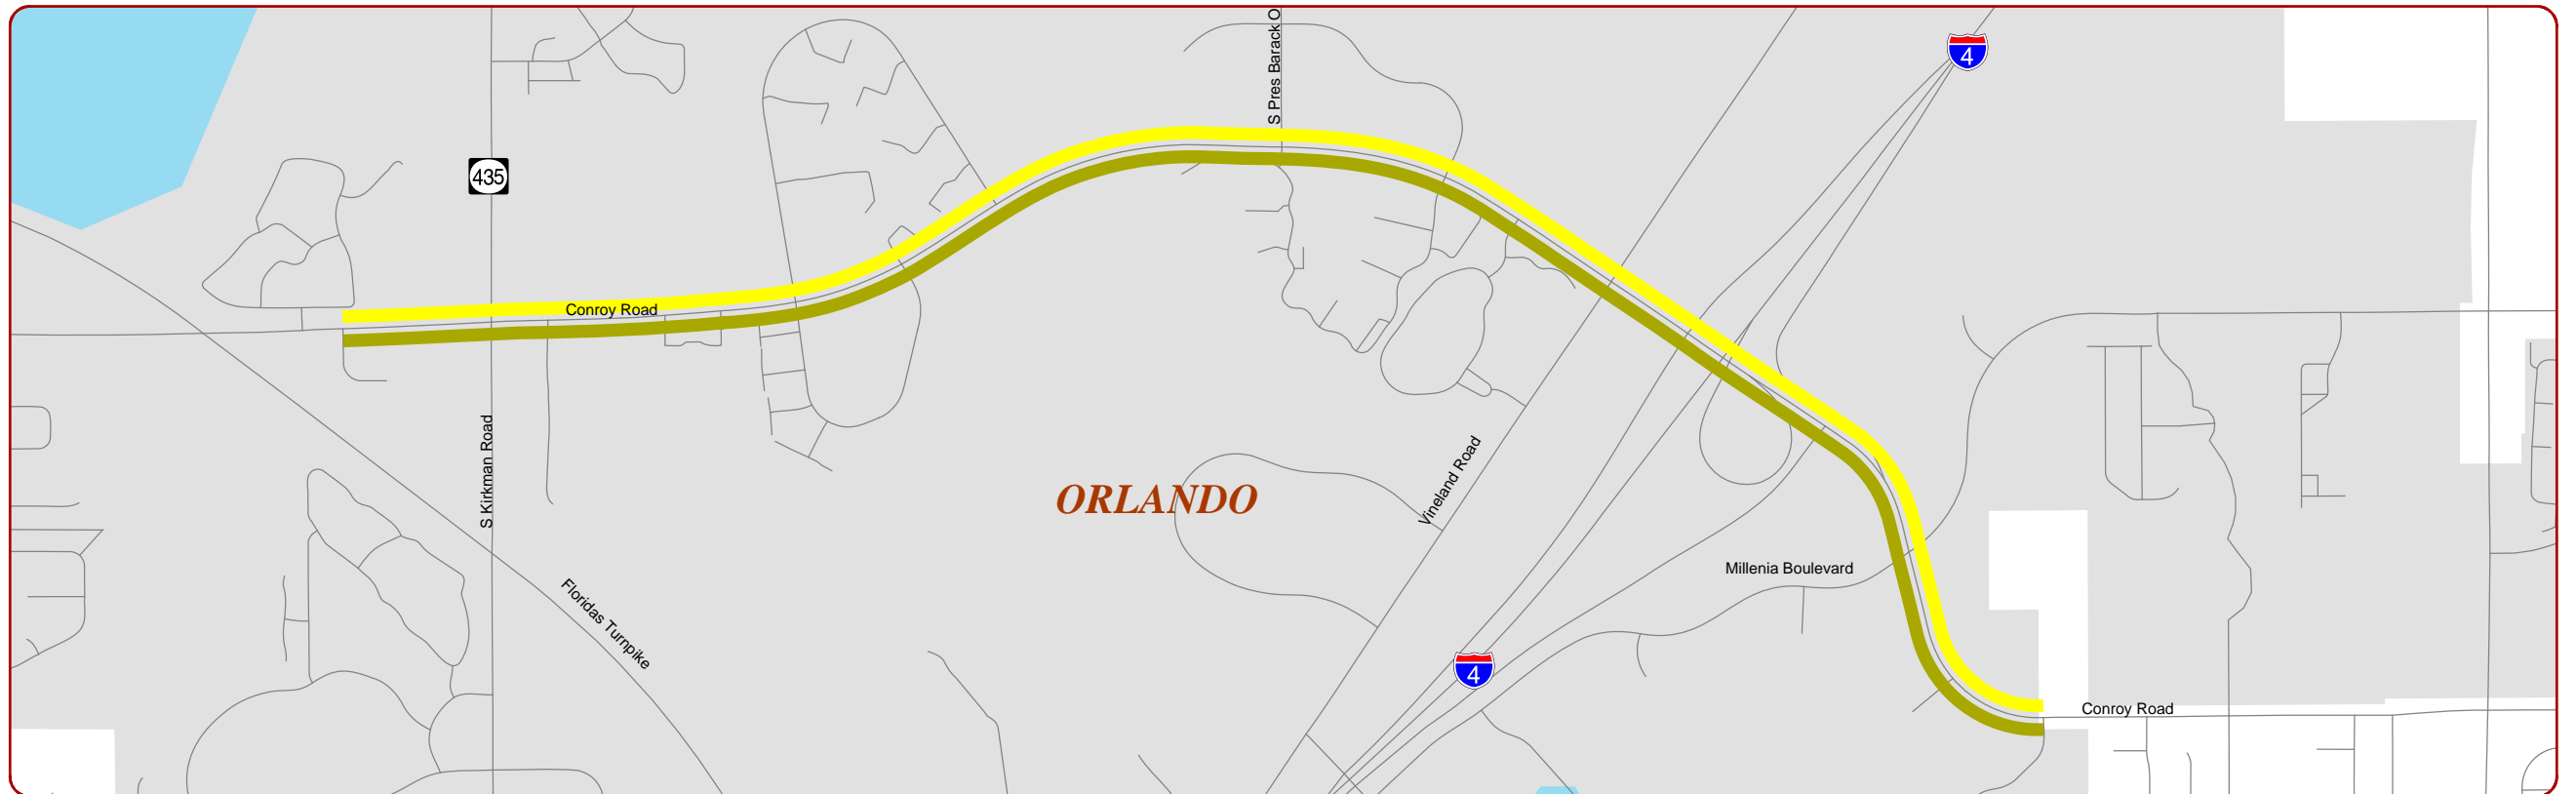 S Pres Barack O
4
435
Conroy Road
S Kirkman Road
Vineland Road
ORLANDO
Millenia Boulevard
Floridas Turnpike
4
Conroy Road